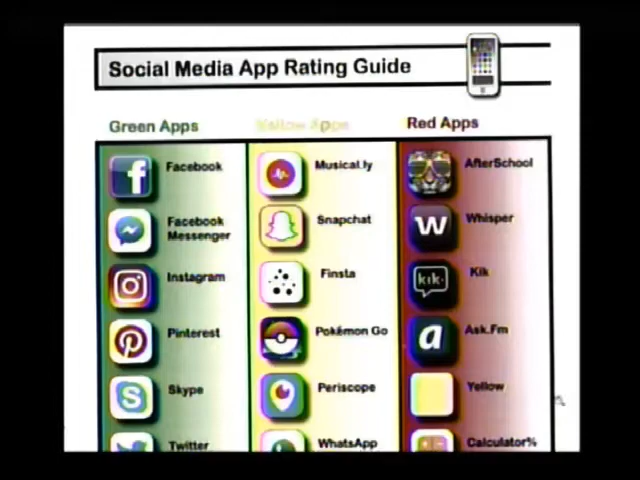 Social Media App Rating Guide
Green Apps
Yellow Apps
Red Apps
f
Facebook
Musical.ly
AfterSchool
Facebook
Messenger
Snapchat
w
Whisper
Instagram
Finsta
kik•
Kik
Pinterest
Pokémon Go
a
Ask.Fm
S
Skype
Periscope
Yellow
Twitter
WhatsApp
Calculator%